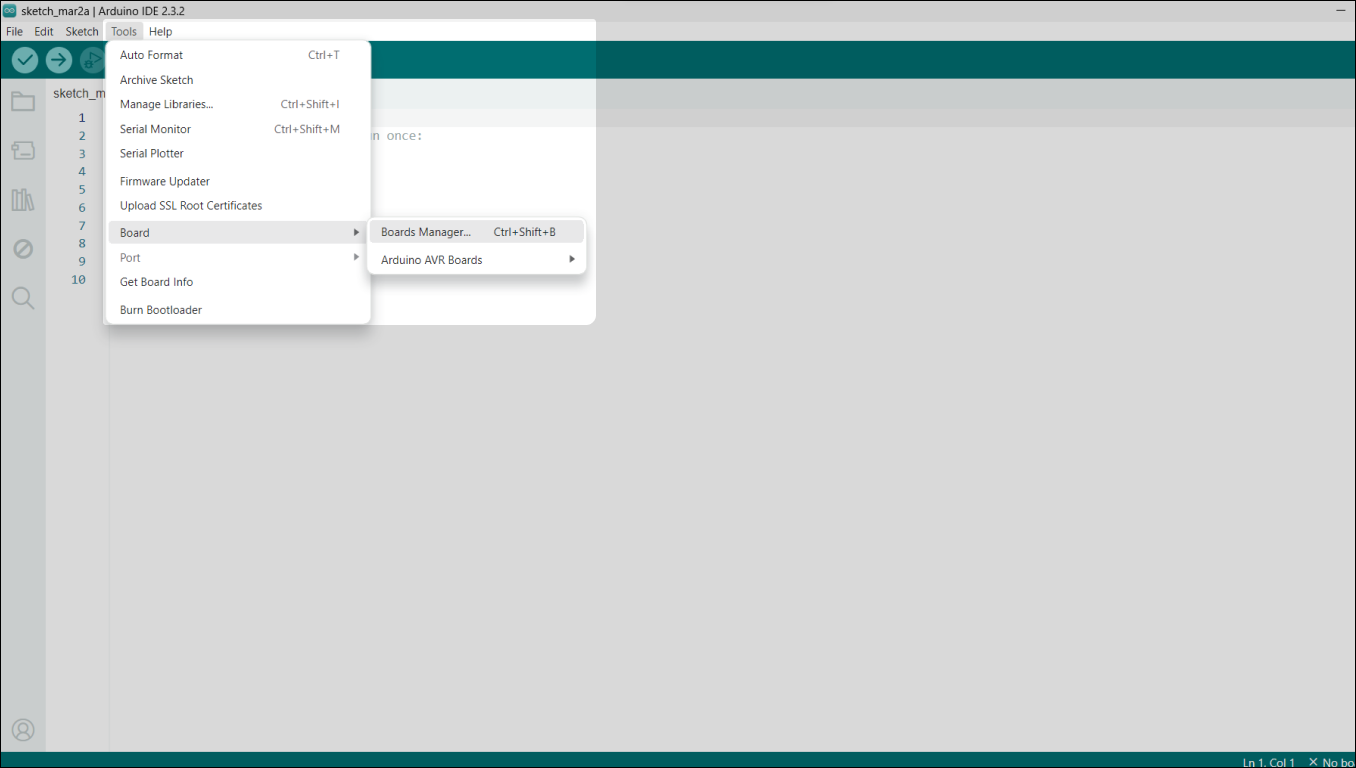 sketch_mar2a | Arduino IDE 2.3.2
File Edit Sketch Tools Help
Auto Format Ctrl+T
Archive Sketch
Manage Libraries... Ctrl+Shift+I
Serial Monitor Ctrl+Shift+M
Serial Plotter
Firmware Updater
Upload SSL Root Certificates
Board
Port
Get Board Info
Burn Bootloader
Boards Manager... Ctrl+Shift+B
Arduino AVR Boards
sketch_m
1
2 n once:
3
4
5
6
7
8
9
10
Ln 1, Col 1 × No bo